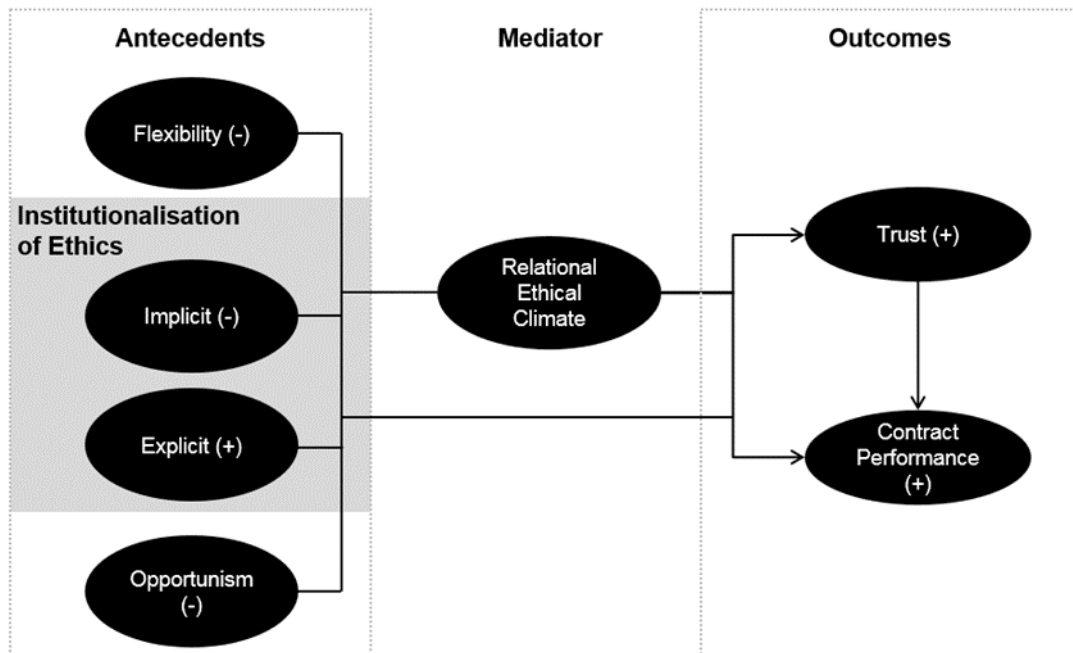 Antecedents
Mediator
Outcomes
Flexibility (-)
Institutionalisation
of Ethics
Implicit (-)
Explicit (+)
Opportunism
(-)
Relational
Ethical
Climate
Trust (+)
Contract
Performance
(+)